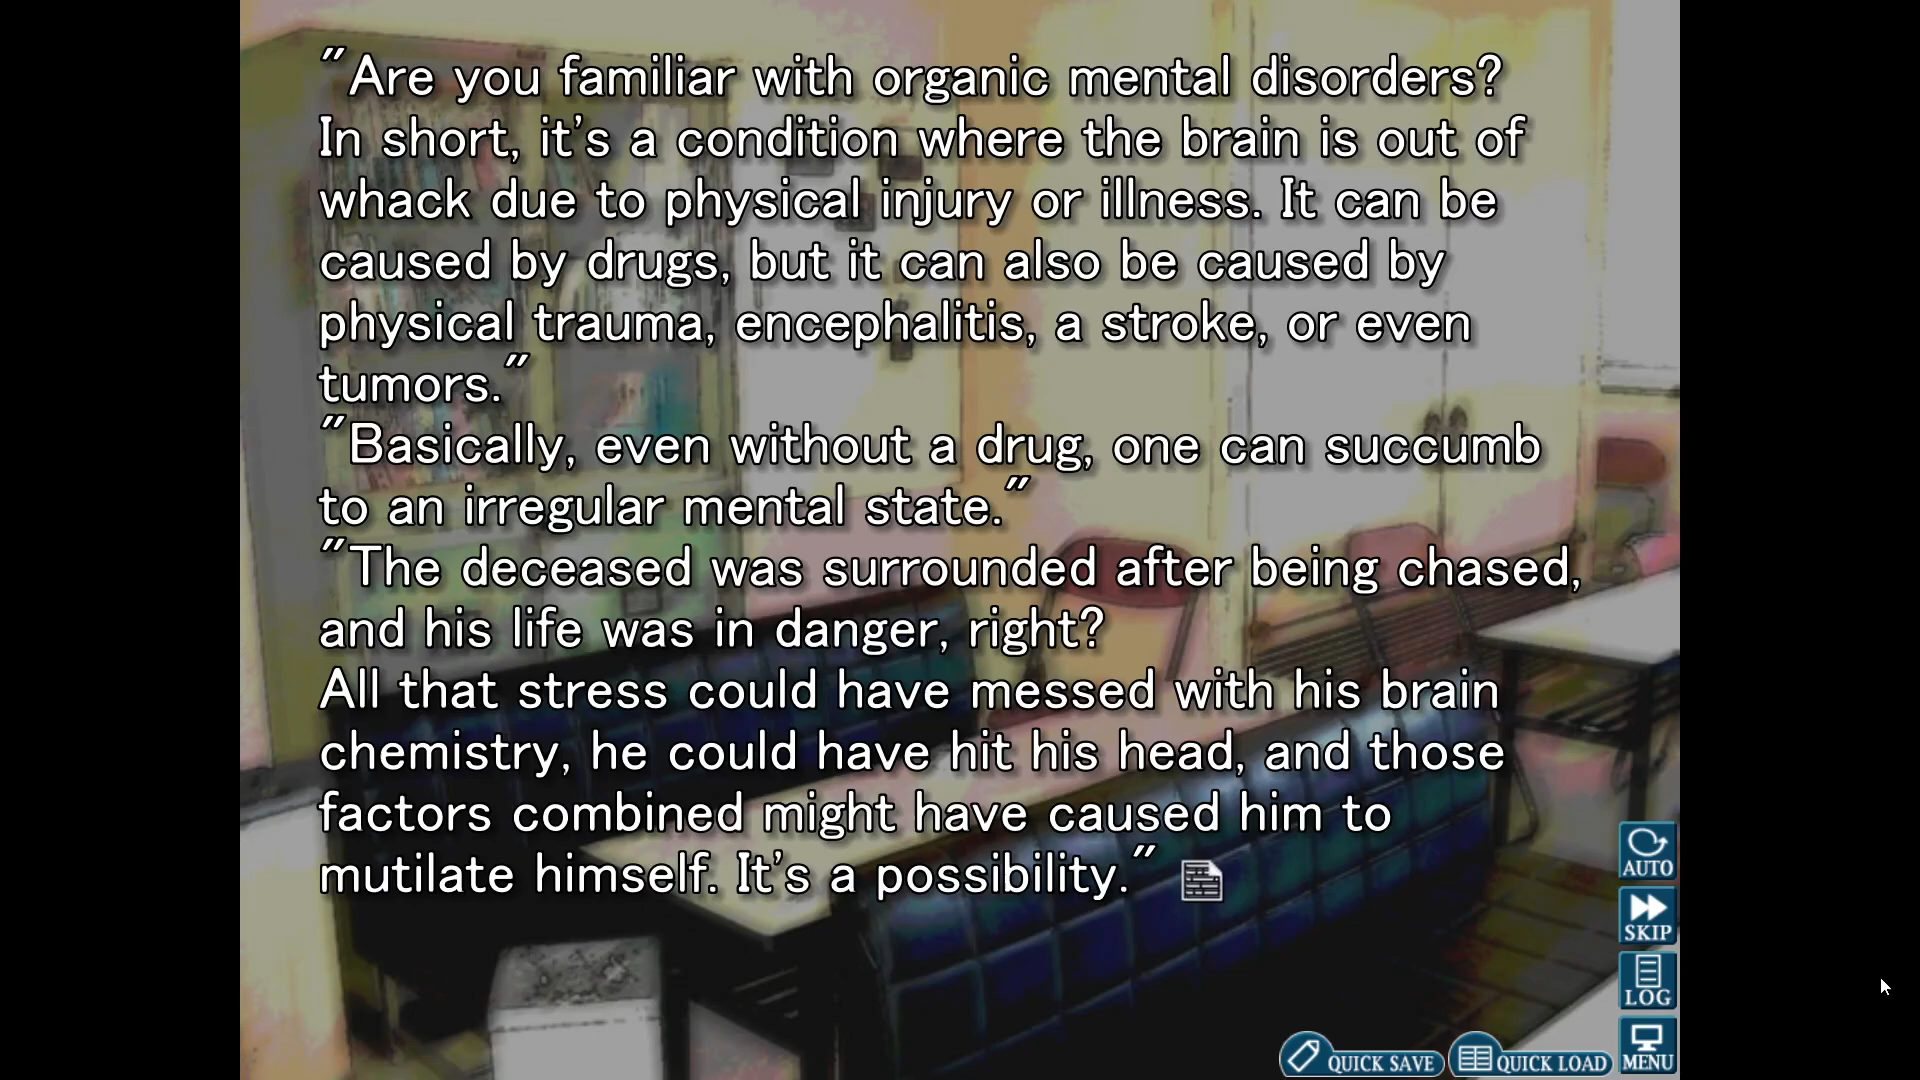 "Are you familiar with organic mental disorders?
In short, it's a condition where the brain is out of
whack due to physical injury or illness. It can be
caused by drugs, but it can also be caused by
physical trauma, encephalitis, a stroke, or even
tumors."
"Basically, even without a drug, one can succumb
to an irregular mental state."
"The deceased was surrounded after being chased,
and his life was in danger, right?
All that stress could have messed with his brain
chemistry, he could have hit his head, and those
factors combined might have caused him to
mutilate himself. It's a possibility."
AUTO
SKIP
LOG
MENU
QUICK SAVE
QUICK LOAD